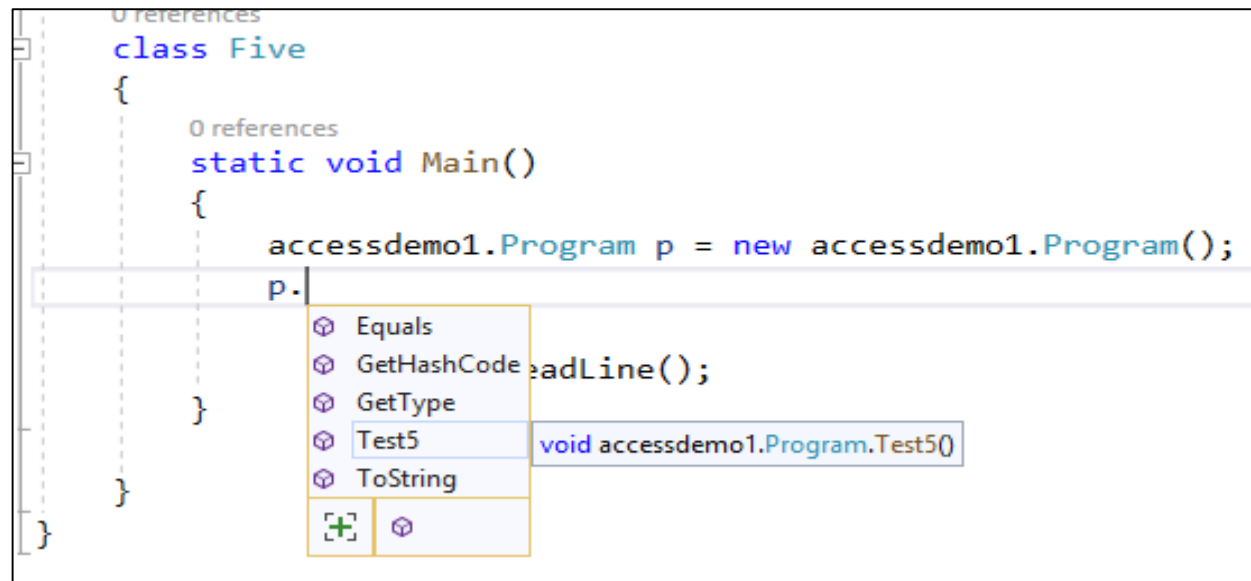 0 references
class Five
{
0 references
static void Main()
{
accessdemo1.Program p = new accessdemo1.Program();
p.
Equals
GetHashCode eadLine();
GetType
}
Test5 void accessdemo1.Program.Test5()
ToString
}
}